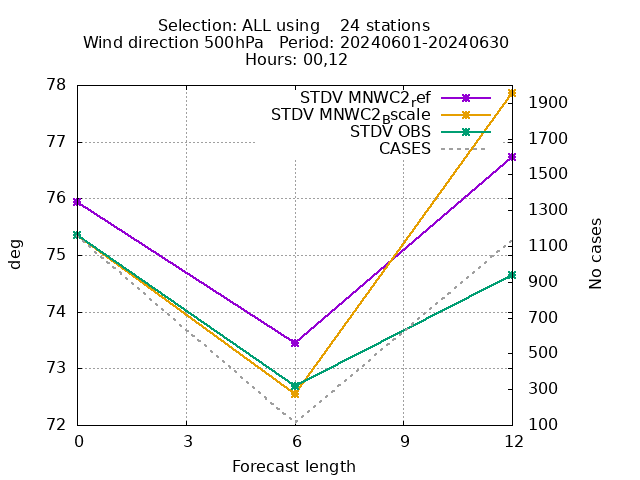 Selection: ALL using    24 stations
Wind direction 500hPa   Period: 20240601-20240630
Hours: 00,12
STDV MNWC2ref
STDV MNWC2Bscale
STDV OBS
CASES
78
77
76
75
74
73
72
deg
1900
1700
1500
1300
1100
900
700
500
300
100
No cases
0 3 6 9 12
Forecast length